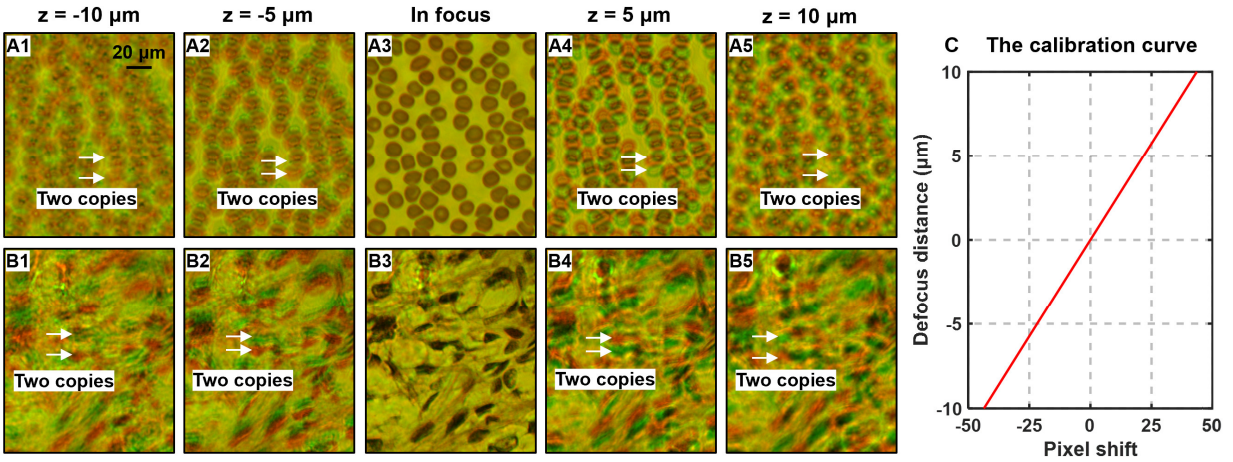 z = -10 µm
z = -5 µm
In focus
z = 5 µm
z = 10 µm
A1
20 µm
Two copies
A2
Two copies
A3
A4
Two copies
A5
Two copies
B1
Two copies
B2
Two copies
B3
B4
Two copies
B5
Two copies
C The calibration curve
10
5
0
-5
-10
Defocus distance (µm)
-50 -25 0 25 50
Pixel shift